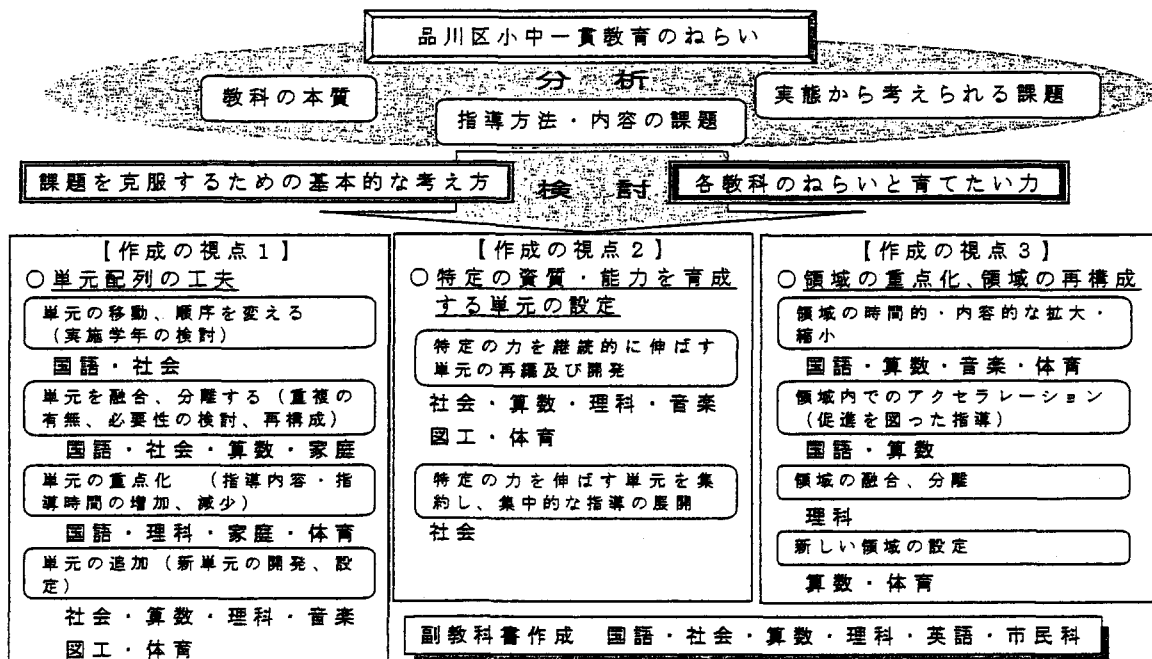 品川区小中一貫教育のねらい
分析
教科の本質
実態から考えられる課題
指導方法・内容の課題
課題を克服するための基本的な考え方
検討
各教科のねらいと育てたい力
【作成の視点1】
○単元配列の工夫
単元の移動、順序を変える
(実施学年の検討)
国語・社会
単元を融合、分離する(重複の
有無、必要性の検討、再構成)
国語・社会・算数・家庭
単元の重点化 (指導内容・指
導時間の増加、減少)
国語・理科・家庭・体育
単元の追加(新単元の開発、設
定)
社会・算数・理科・音楽
図工・体育
【作成の視点2】
○特定の資質・能力を育成
する単元の設定
特定の力を継続的に伸ばす
単元の再編及び開発
社会・算数・理科・音楽
図工・体育
特定の力を伸ばす単元を集
約し、集中的な指導の展開
社会
【作成の視点3】
○領域の重点化、領域の再構成
領域の時間的・内容的な拡大・
縮小
国語・算数・音楽・体育
領域内でのアクセラレーション
(促進を図った指導)
国語・算数
領域の融合、分離
理科
新しい領域の設定
算数・体育
副教科書作成 国語・社会・算数・理科・英語・市民科